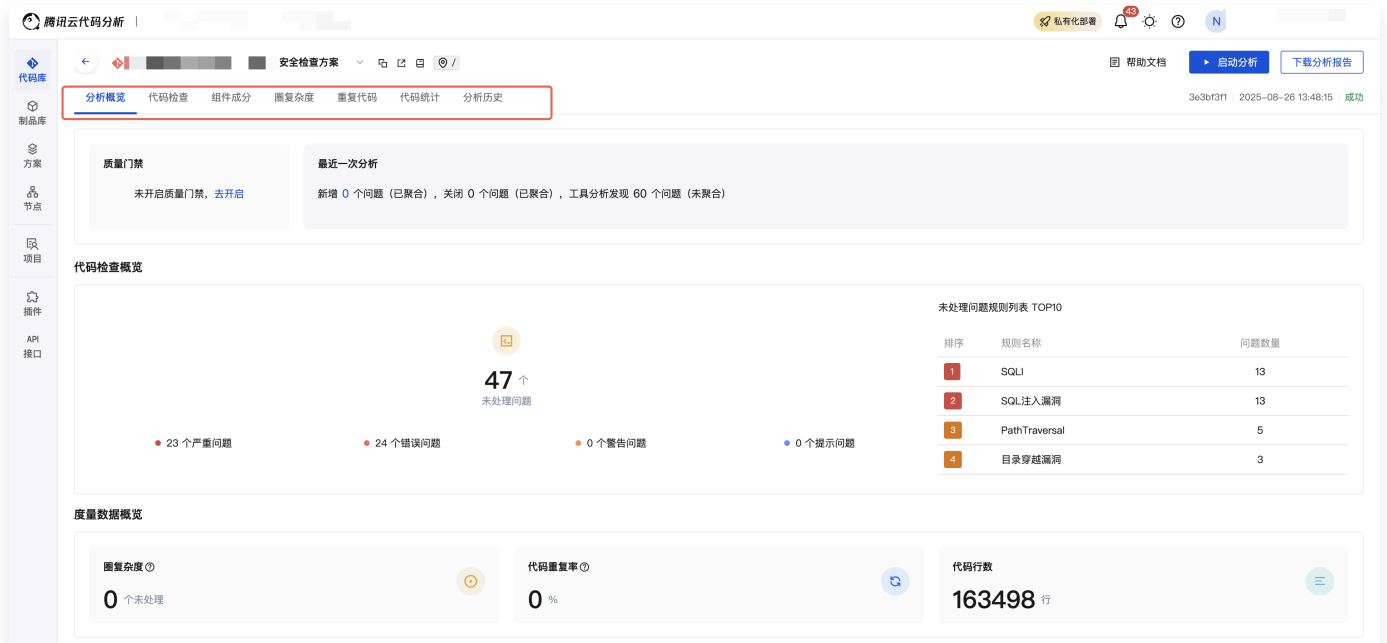 腾讯云代码分析
私有化部署
43
N
代码库
制品库
方案
节点
项目
插件
API
接口
安全检查方案
/
帮助文档
启动分析
下载分析报告
分析概览 代码检查 组件成分 圈复杂度 重复代码 代码统计 分析历史
3e3bf3f1 2025-08-26 13:48:15 成功
质量门禁
未开启质量门禁，去开启
最近一次分析
新增 0 个问题（已聚合），关闭 0 个问题（已聚合），工具分析发现 60 个问题（未聚合）
代码检查概览
47 个
未处理问题
23 个严重问题 24 个错误问题 0 个警告问题 0 个提示问题
未处理问题规则列表 TOP10
排序 规则名称 问题数量
1 SQLI 13
2 SQL注入漏洞 13
3 PathTraversal 5
4 目录穿越漏洞 3
度量数据概览
圈复杂度
0 个未处理
代码重复率
0 %
代码行数
163498 行